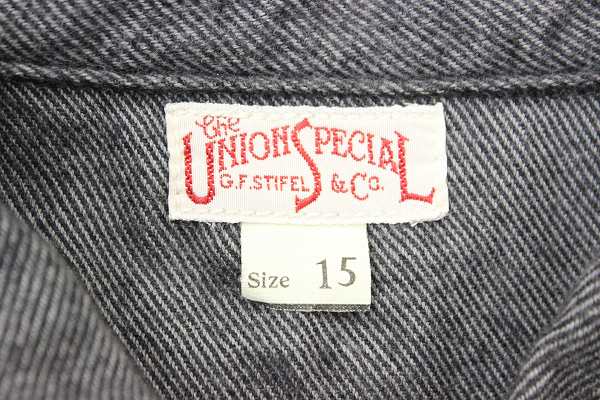 The
UNION SPECIAL
G.F. STIFEL & CO.
Size 15